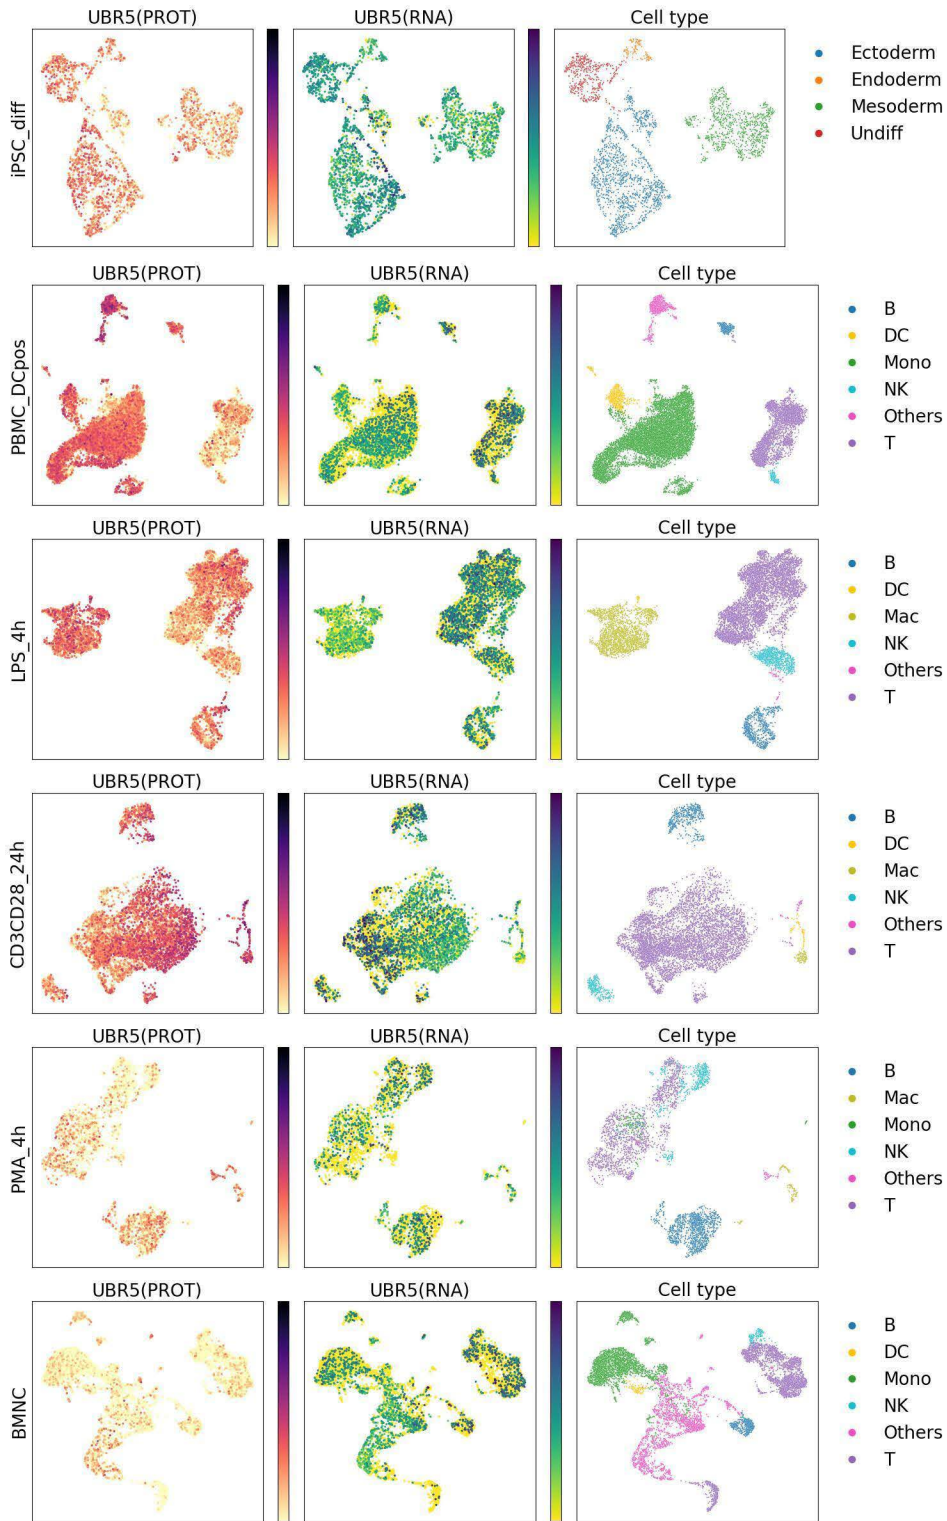 UBR5(PROT) UBR5(RNA) Cell type
iPSC_diff
Ectoderm
Endoderm
Mesoderm
Undiff
UBR5(PROT) UBR5(RNA) Cell type
PBMC_DCpos
B
DC
Mono
NK
Others
T
UBR5(PROT) UBR5(RNA) Cell type
LPS_4h
B
DC
Mac
NK
Others
T
UBR5(PROT) UBR5(RNA) Cell type
CD3CD28_24h
B
DC
Mac
NK
Others
T
UBR5(PROT) UBR5(RNA) Cell type
PMA_4h
B
Mac
Mono
NK
Others
T
UBR5(PROT) UBR5(RNA) Cell type
BMNC
B
DC
Mono
NK
Others
T